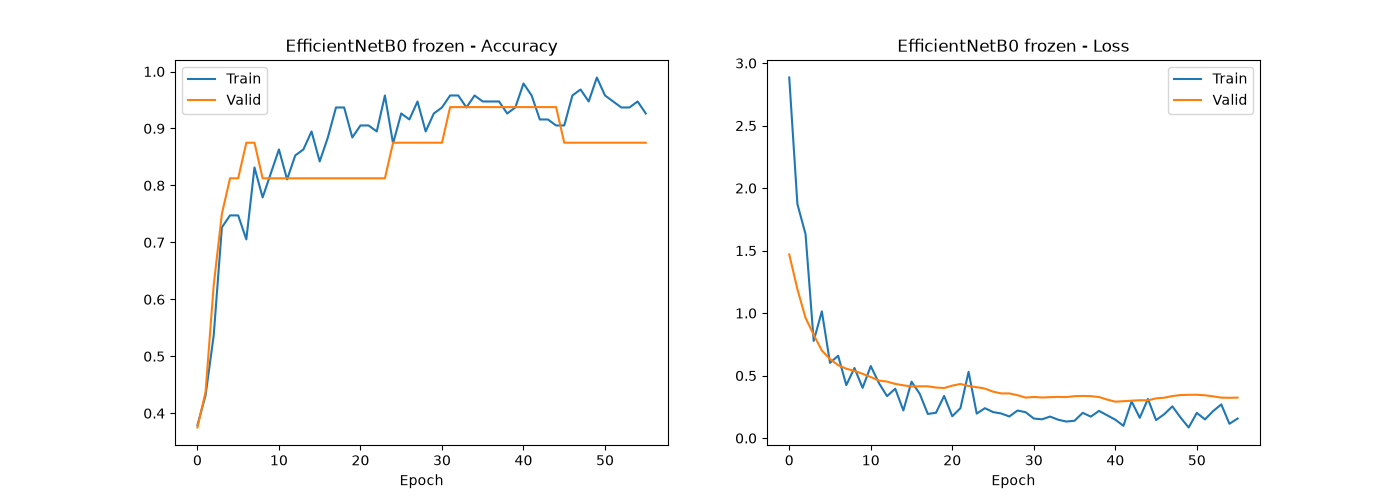 EfficientNetB0 frozen - Accuracy
Train
Valid
1.0
0.9
0.8
0.7
0.6
0.5
0.4
0 10 20 30 40 50
Epoch
EfficientNetB0 frozen - Loss
Train
Valid
3.0
2.5
2.0
1.5
1.0
0.5
0.0
0 10 20 30 40 50
Epoch